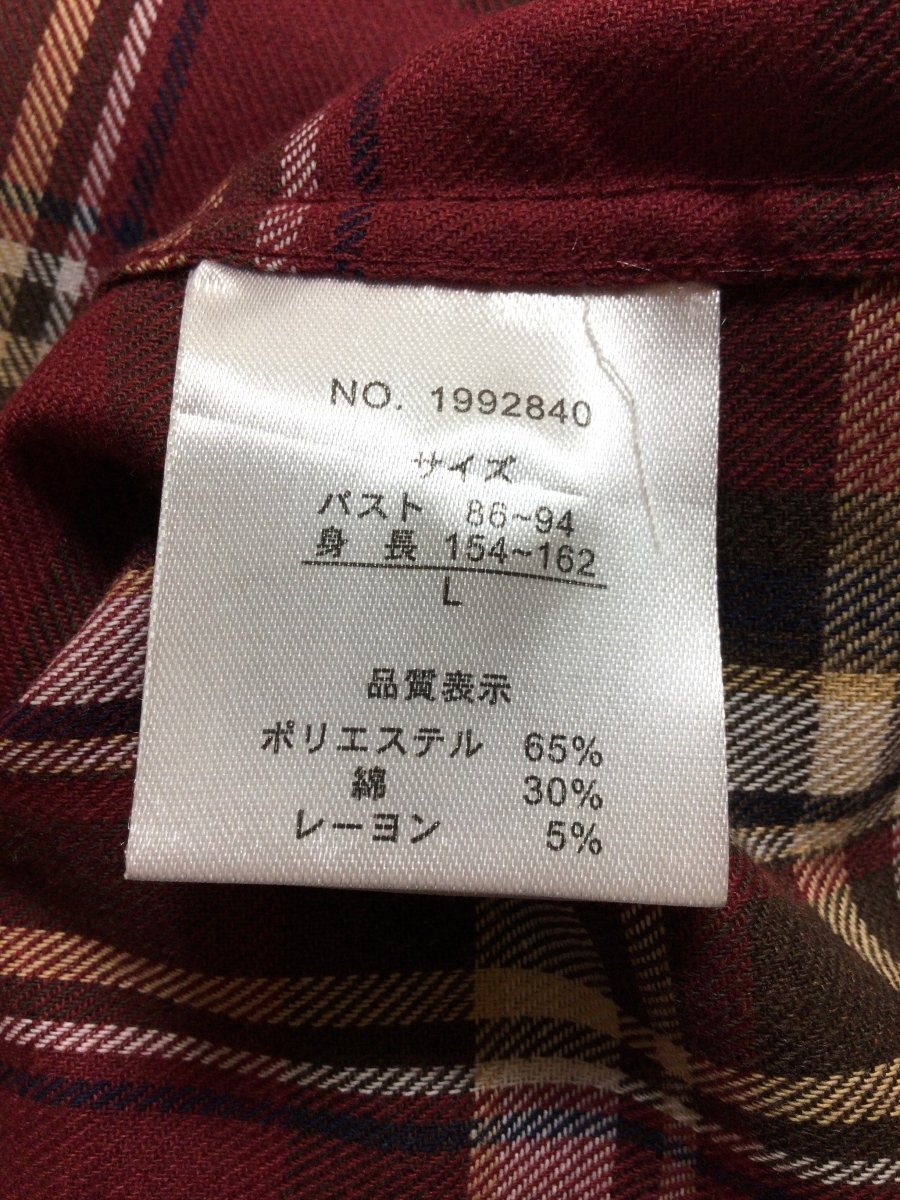 NO. 1992840
サイズ
バスト 86~94
身 長 154~162
L
品質表示
ポリエステル 65%
綿 30%
レーヨン 5%